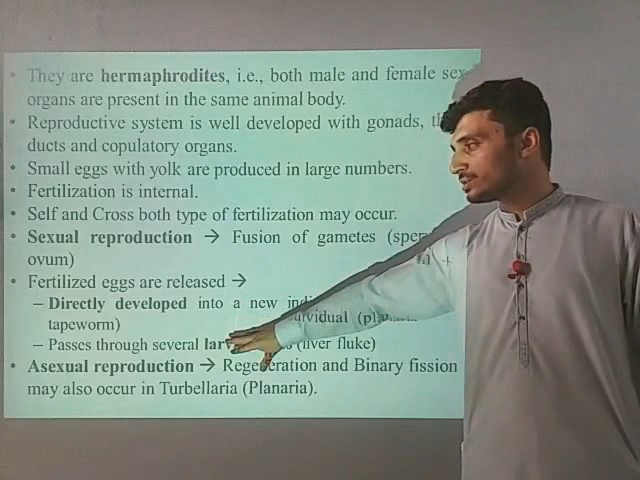 • They are hermaphrodites, i.e., both male and female sex
organs are present in the same animal body.
• Reproductive system is well developed with gonads,
ducts and copulatory organs.
• Small eggs with yolk are produced in large numbers.
• Fertilization is internal.
• Self and Cross both type of fertilization may occur.
• Sexual reproduction → Fusion of gametes +
ovum)
• Fertilized eggs are released →
– Directly developed into a new
tapeworm)
– Passes through several (liver fluke)
• Asexual reproduction → Regeneration and Binary fission
may also occur in Turbellaria (Planaria).